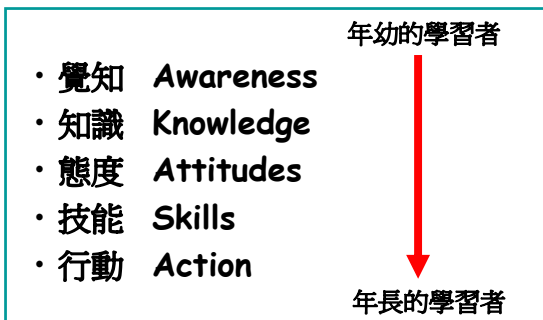 年幼的學習者
・覺知 Awareness
・知識 Knowledge
・態度 Attitudes
・技能 Skills
・行動 Action
年長的學習者